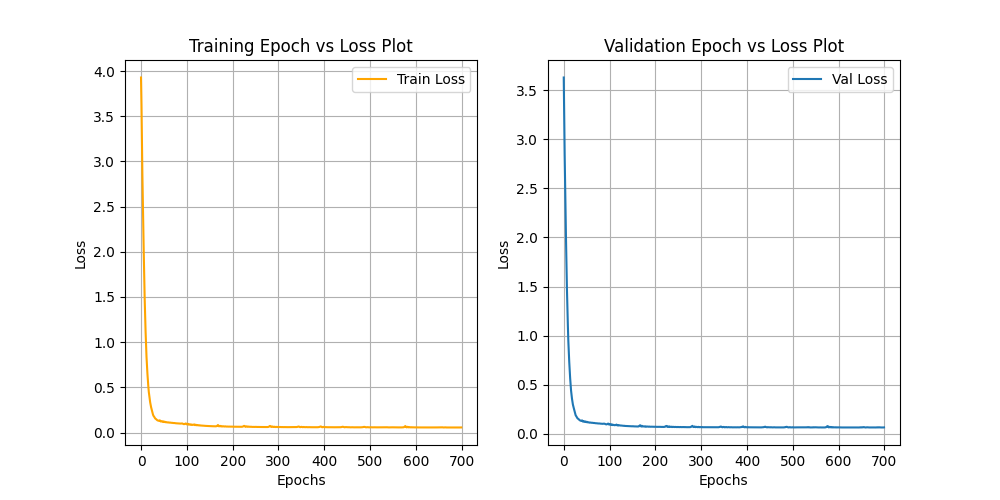 Training Epoch vs Loss Plot
Train Loss
4.0
3.5
3.0
2.5
2.0
1.5
1.0
0.5
0.0
Loss
0 100 200 300 400 500 600 700
Epochs
Validation Epoch vs Loss Plot
Val Loss
3.5
3.0
2.5
2.0
1.5
1.0
0.5
0.0
Loss
0 100 200 300 400 500 600 700
Epochs